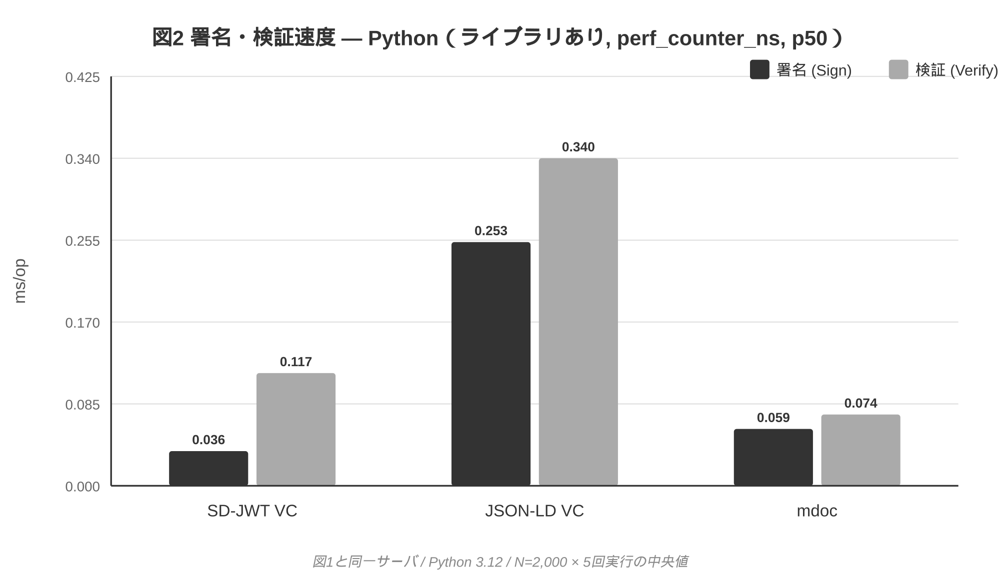 図2 署名・検証速度 — Python（ライブラリあり, perf_counter_ns, p50）
署名 (Sign)
検証 (Verify)
0.425
0.340
0.255
0.170
0.085
0.000
ms/op
0.036
0.117
0.253
0.340
0.059
0.074
SD-JWT VC
JSON-LD VC
mdoc
図1と同一サーバ / Python 3.12 / N=2,000 × 5回実行の中央値